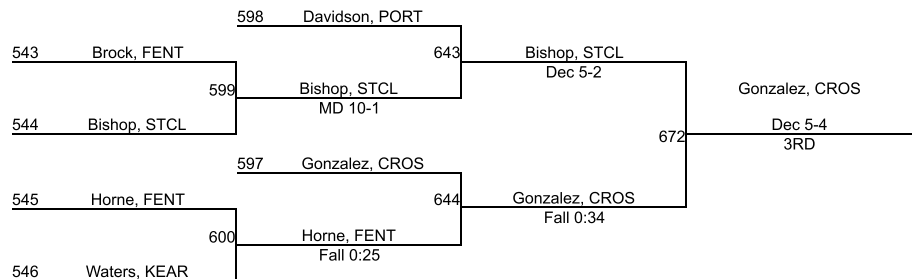 598 Davidson, PORT
543 Brock, FENT
643 Bishop, STCL
Dec 5-2
599 Bishop, STCL
MD 10-1
Gonzalez, CROS
544 Bishop, STCL
672 Dec 5-4
3RD
597 Gonzalez, CROS
545 Horne, FENT
644 Gonzalez, CROS
Fall 0:34
600 Horne, FENT
Fall 0:25
546 Waters, KEAR